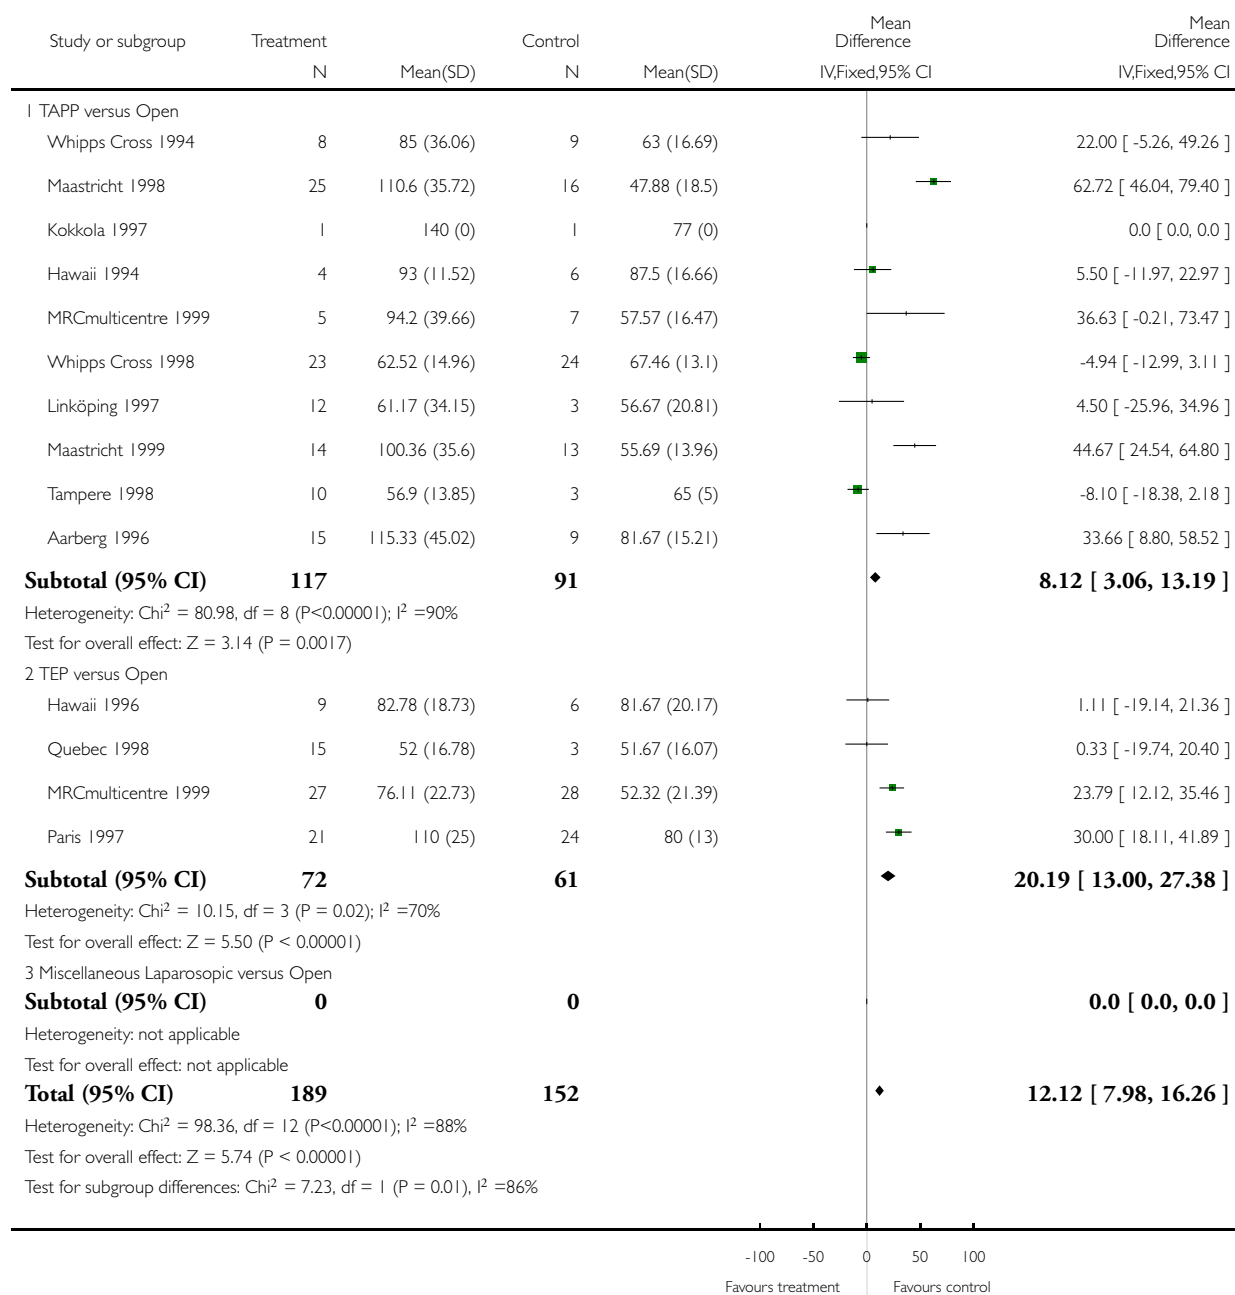 Study or subgroup Treatment Control Mean Difference Mean Difference
N Mean(SD) N Mean(SD) IV,Fixed,95% CI IV,Fixed,95% CI
1 TAPP versus Open
Whipps Cross 1994 8 85 (36.06) 9 63 (16.69) 22.00 [ -5.26, 49.26 ]
Maastricht 1998 25 110.6 (35.72) 16 47.88 (18.5) 62.72 [ 46.04, 79.40 ]
Kokkola 1997 1 140 (0) 1 77 (0) 0.0 [ 0.0, 0.0 ]
Hawaii 1994 4 93 (11.52) 6 87.5 (16.66) 5.50 [ -11.97, 22.97 ]
MRCmulticentre 1999 5 94.2 (39.66) 7 57.57 (16.47) 36.63 [ -0.21, 73.47 ]
Whipps Cross 1998 23 62.52 (14.96) 24 67.46 (13.1) -4.94 [ -12.99, 3.11 ]
Linköping 1997 12 61.17 (34.15) 3 56.67 (20.81) 4.50 [ -25.96, 34.96 ]
Maastricht 1999 14 100.36 (35.6) 13 55.69 (13.96) 44.67 [ 24.54, 64.80 ]
Tampere 1998 10 56.9 (13.85) 3 65 (5) -8.10 [ -18.38, 2.18 ]
Aarberg 1996 15 115.33 (45.02) 9 81.67 (15.21) 33.66 [ 8.80, 58.52 ]
Subtotal (95% CI) 117 91 8.12 [ 3.06, 13.19 ]
Heterogeneity: Chi² = 80.98, df = 8 (P<0.00001); I² =90%
Test for overall effect: Z = 3.14 (P = 0.0017)
2 TEP versus Open
Hawaii 1996 9 82.78 (18.73) 6 81.67 (20.17) 1.11 [ -19.14, 21.36 ]
Quebec 1998 15 52 (16.78) 3 51.67 (16.07) 0.33 [ -19.74, 20.40 ]
MRCmulticentre 1999 27 76.11 (22.73) 28 52.32 (21.39) 23.79 [ 12.12, 35.46 ]
Paris 1997 21 110 (25) 24 80 (13) 30.00 [ 18.11, 41.89 ]
Subtotal (95% CI) 72 61 20.19 [ 13.00, 27.38 ]
Heterogeneity: Chi² = 10.15, df = 3 (P = 0.02); I² =70%
Test for overall effect: Z = 5.50 (P < 0.00001)
3 Miscellaneous Laparosopic versus Open
Subtotal (95% CI) 0 0 0.0 [ 0.0, 0.0 ]
Heterogeneity: not applicable
Test for overall effect: not applicable
Total (95% CI) 189 152 12.12 [ 7.98, 16.26 ]
Heterogeneity: Chi² = 98.36, df = 12 (P<0.00001); I² =88%
Test for overall effect: Z = 5.74 (P < 0.00001)
Test for subgroup differences: Chi² = 7.23, df = 1 (P = 0.01), I² =86%
-100 -50 0 50 100
Favours treatment Favours control